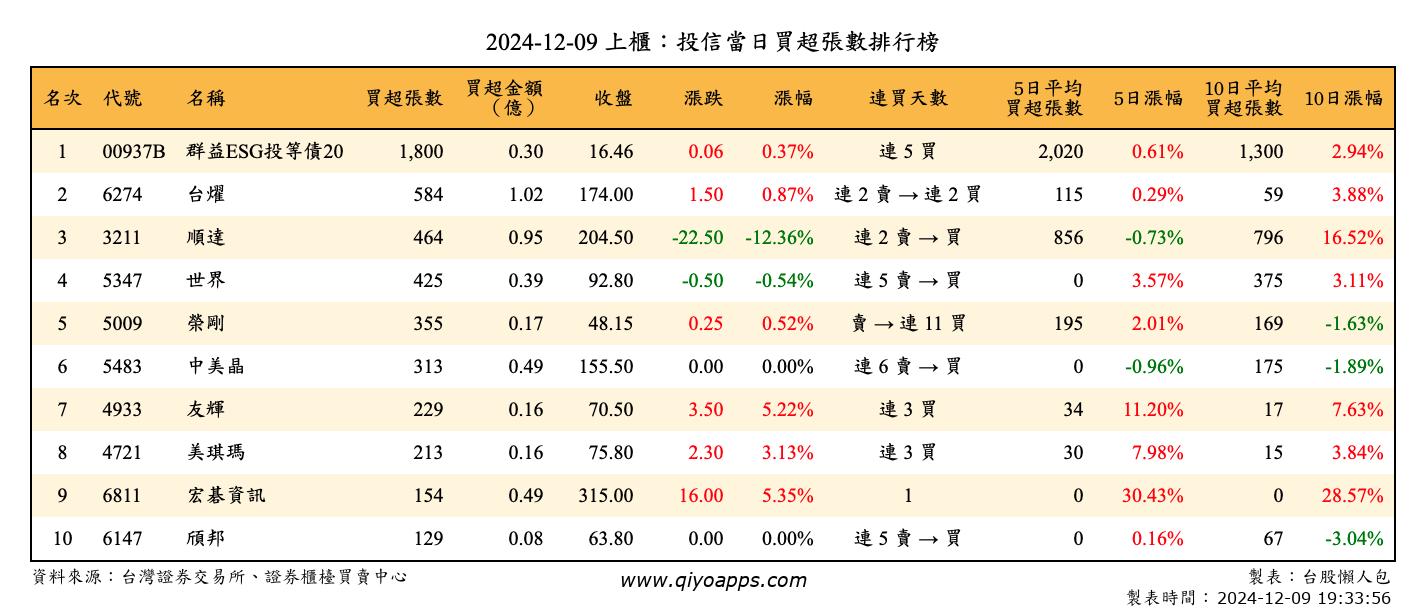 2024-12-09 上櫃：投信當日買超張數排行榜
名次 代號 名稱 買超張數 買超金額（億） 收盤 漲跌 漲幅 連買天數 5日平均買超張數 5日漲幅 10日平均買超張數 10日漲幅
1 00937B 群益ESG投等債20 1,800 0.30 16.46 0.06 0.37% 連 5 買 2,020 0.61% 1,300 2.94%
2 6274 台燿 584 1.02 174.00 1.50 0.87% 連 2 賣 → 連 2 買 115 0.29% 59 3.88%
3 3211 順達 464 0.95 204.50 -22.50 -12.36% 連 2 賣 → 買 856 -0.73% 796 16.52%
4 5347 世界 425 0.39 92.80 -0.50 -0.54% 連 5 賣 → 買 0 3.57% 375 3.11%
5 5009 榮剛 355 0.17 48.15 0.25 0.52% 賣 → 連 11 買 195 2.01% 169 -1.63%
6 5483 中美晶 313 0.49 155.50 0.00 0.00% 連 6 賣 → 買 0 -0.96% 175 -1.89%
7 4933 友輝 229 0.16 70.50 3.50 5.22% 連 3 買 34 11.20% 17 7.63%
8 4721 美琪瑪 213 0.16 75.80 2.30 3.13% 連 3 買 30 7.98% 15 3.84%
9 6811 宏碁資訊 154 0.49 315.00 16.00 5.35% 1 0 30.43% 0 28.57%
10 6147 頎邦 129 0.08 63.80 0.00 0.00% 連 5 賣 → 買 0 0.16% 67 -3.04%
資料來源：台灣證券交易所、證券櫃檯買賣中心 www.qiyoapps.com 製表：台股懶人包
製表時間：2024-12-09 19:33:56